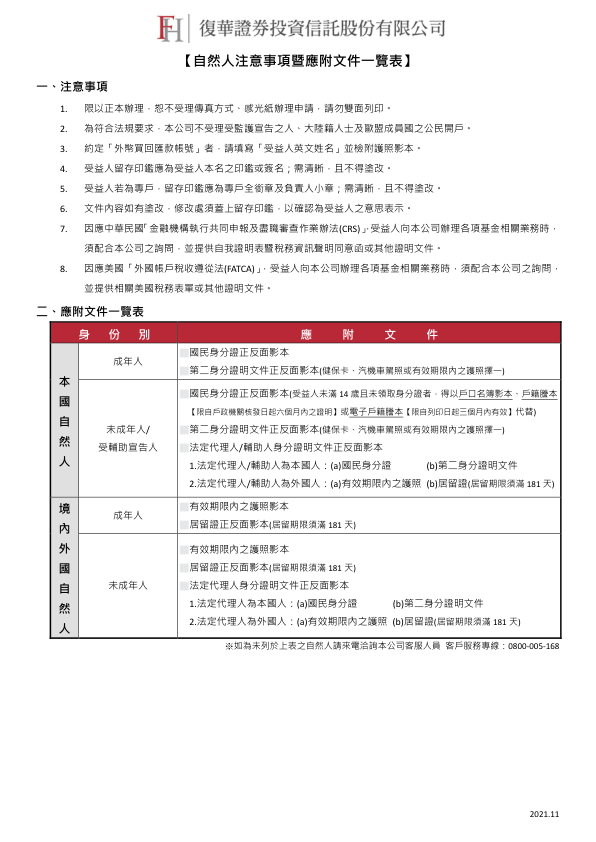 FH 復華證券投資信託股份有限公司
【自然人注意事項暨應附文件一覽表】
一、注意事項
1. 限以正本辦理，恕不受理傳真方式、感光紙辦理申請，請勿雙面列印。
2. 為符合法規要求，本公司不受理受監護宣告之人、大陸籍人士及歐盟成員國之公民開戶。
3. 約定「外幣買回匯款帳號」者，請填寫「受益人英文姓名」並檢附護照影本。
4. 受益人留存印鑑應為受益人本名之印鑑或簽名；需清晰，且不得塗改。
5. 受益人若為專戶，留存印鑑應為專戶全銜章及負責人小章；需清晰，且不得塗改。
6. 文件內容如有塗改，修改處須蓋上留存印鑑，以確認為受益人之意思表示。
7. 因應中華民國「金融機構執行共同申報及盡職審查作業辦法(CRS)」，受益人向本公司辦理各項基金相關業務時，
須配合本公司之詢問，並提供自我證明表暨稅務資訊聲明同意函或其他證明文件。
8. 因應美國「外國帳戶稅收遵從法(FATCA)」，受益人向本公司辦理各項基金相關業務時，須配合本公司之詢問，
並提供相關美國稅務表單或其他證明文件。
二、應附文件一覽表
身份別 應附文件
本國自然人
成年人
國民身分證正反面影本
第二身分證明文件正反面影本(健保卡、汽機車駕照或有效期限內之護照擇一)
未成年人/
受輔助宣告人
國民身分證正反面影本(受益人未滿 14 歲且未領取身分證者，得以戶口名簿影本、戶籍謄本
【限自戶政機關核發日起六個月內之證明】或電子戶籍謄本【限自列印日起三個月內有效】代替)
第二身分證明文件正反面影本(健保卡、汽機車駕照或有效期限內之護照擇一)
法定代理人/輔助人身分證明文件正反面影本
1.法定代理人/輔助人為本國人：(a)國民身分證 (b)第二身分證明文件
2.法定代理人/輔助人為外國人：(a)有效期限內之護照 (b)居留證(居留期限須滿 181 天)
境內外國自然人
成年人
有效期限內之護照影本
居留證正反面影本(居留期限須滿 181 天)
未成年人
有效期限內之護照影本
居留證正反面影本(居留期限須滿 181 天)
法定代理人身分證明文件正反面影本
1.法定代理人為本國人：(a)國民身分證 (b)第二身分證明文件
2.法定代理人為外國人：(a)有效期限內之護照 (b)居留證(居留期限須滿 181 天)
※如為未列於上表之自然人請來電洽詢本公司客服人員 客戶服務專線：0800-005-168
2021.11